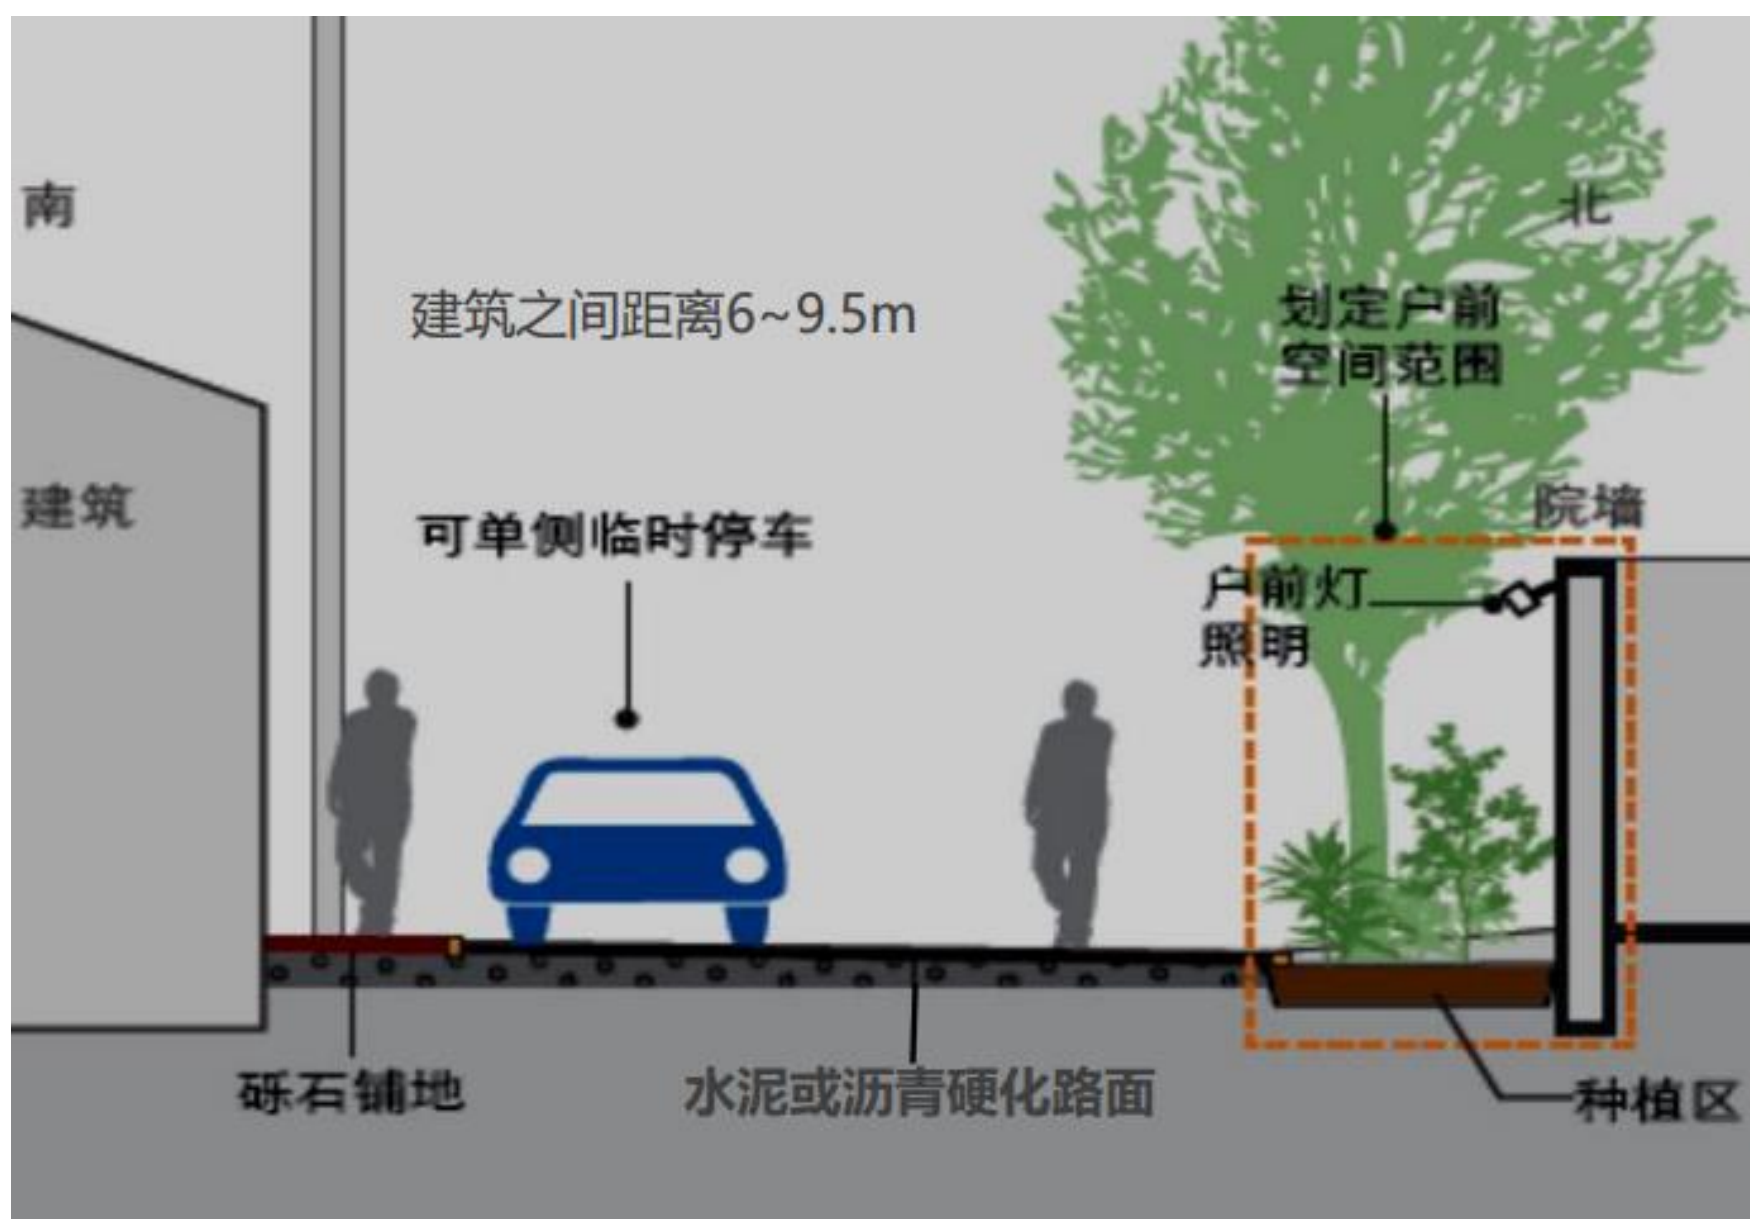 南
北
建筑之间距离6~9.5m
划定户前
空间范围
建筑
可单侧临时停车
院墙
户前灯
照明
砾石铺地
水泥或沥青硬化路面
种植区